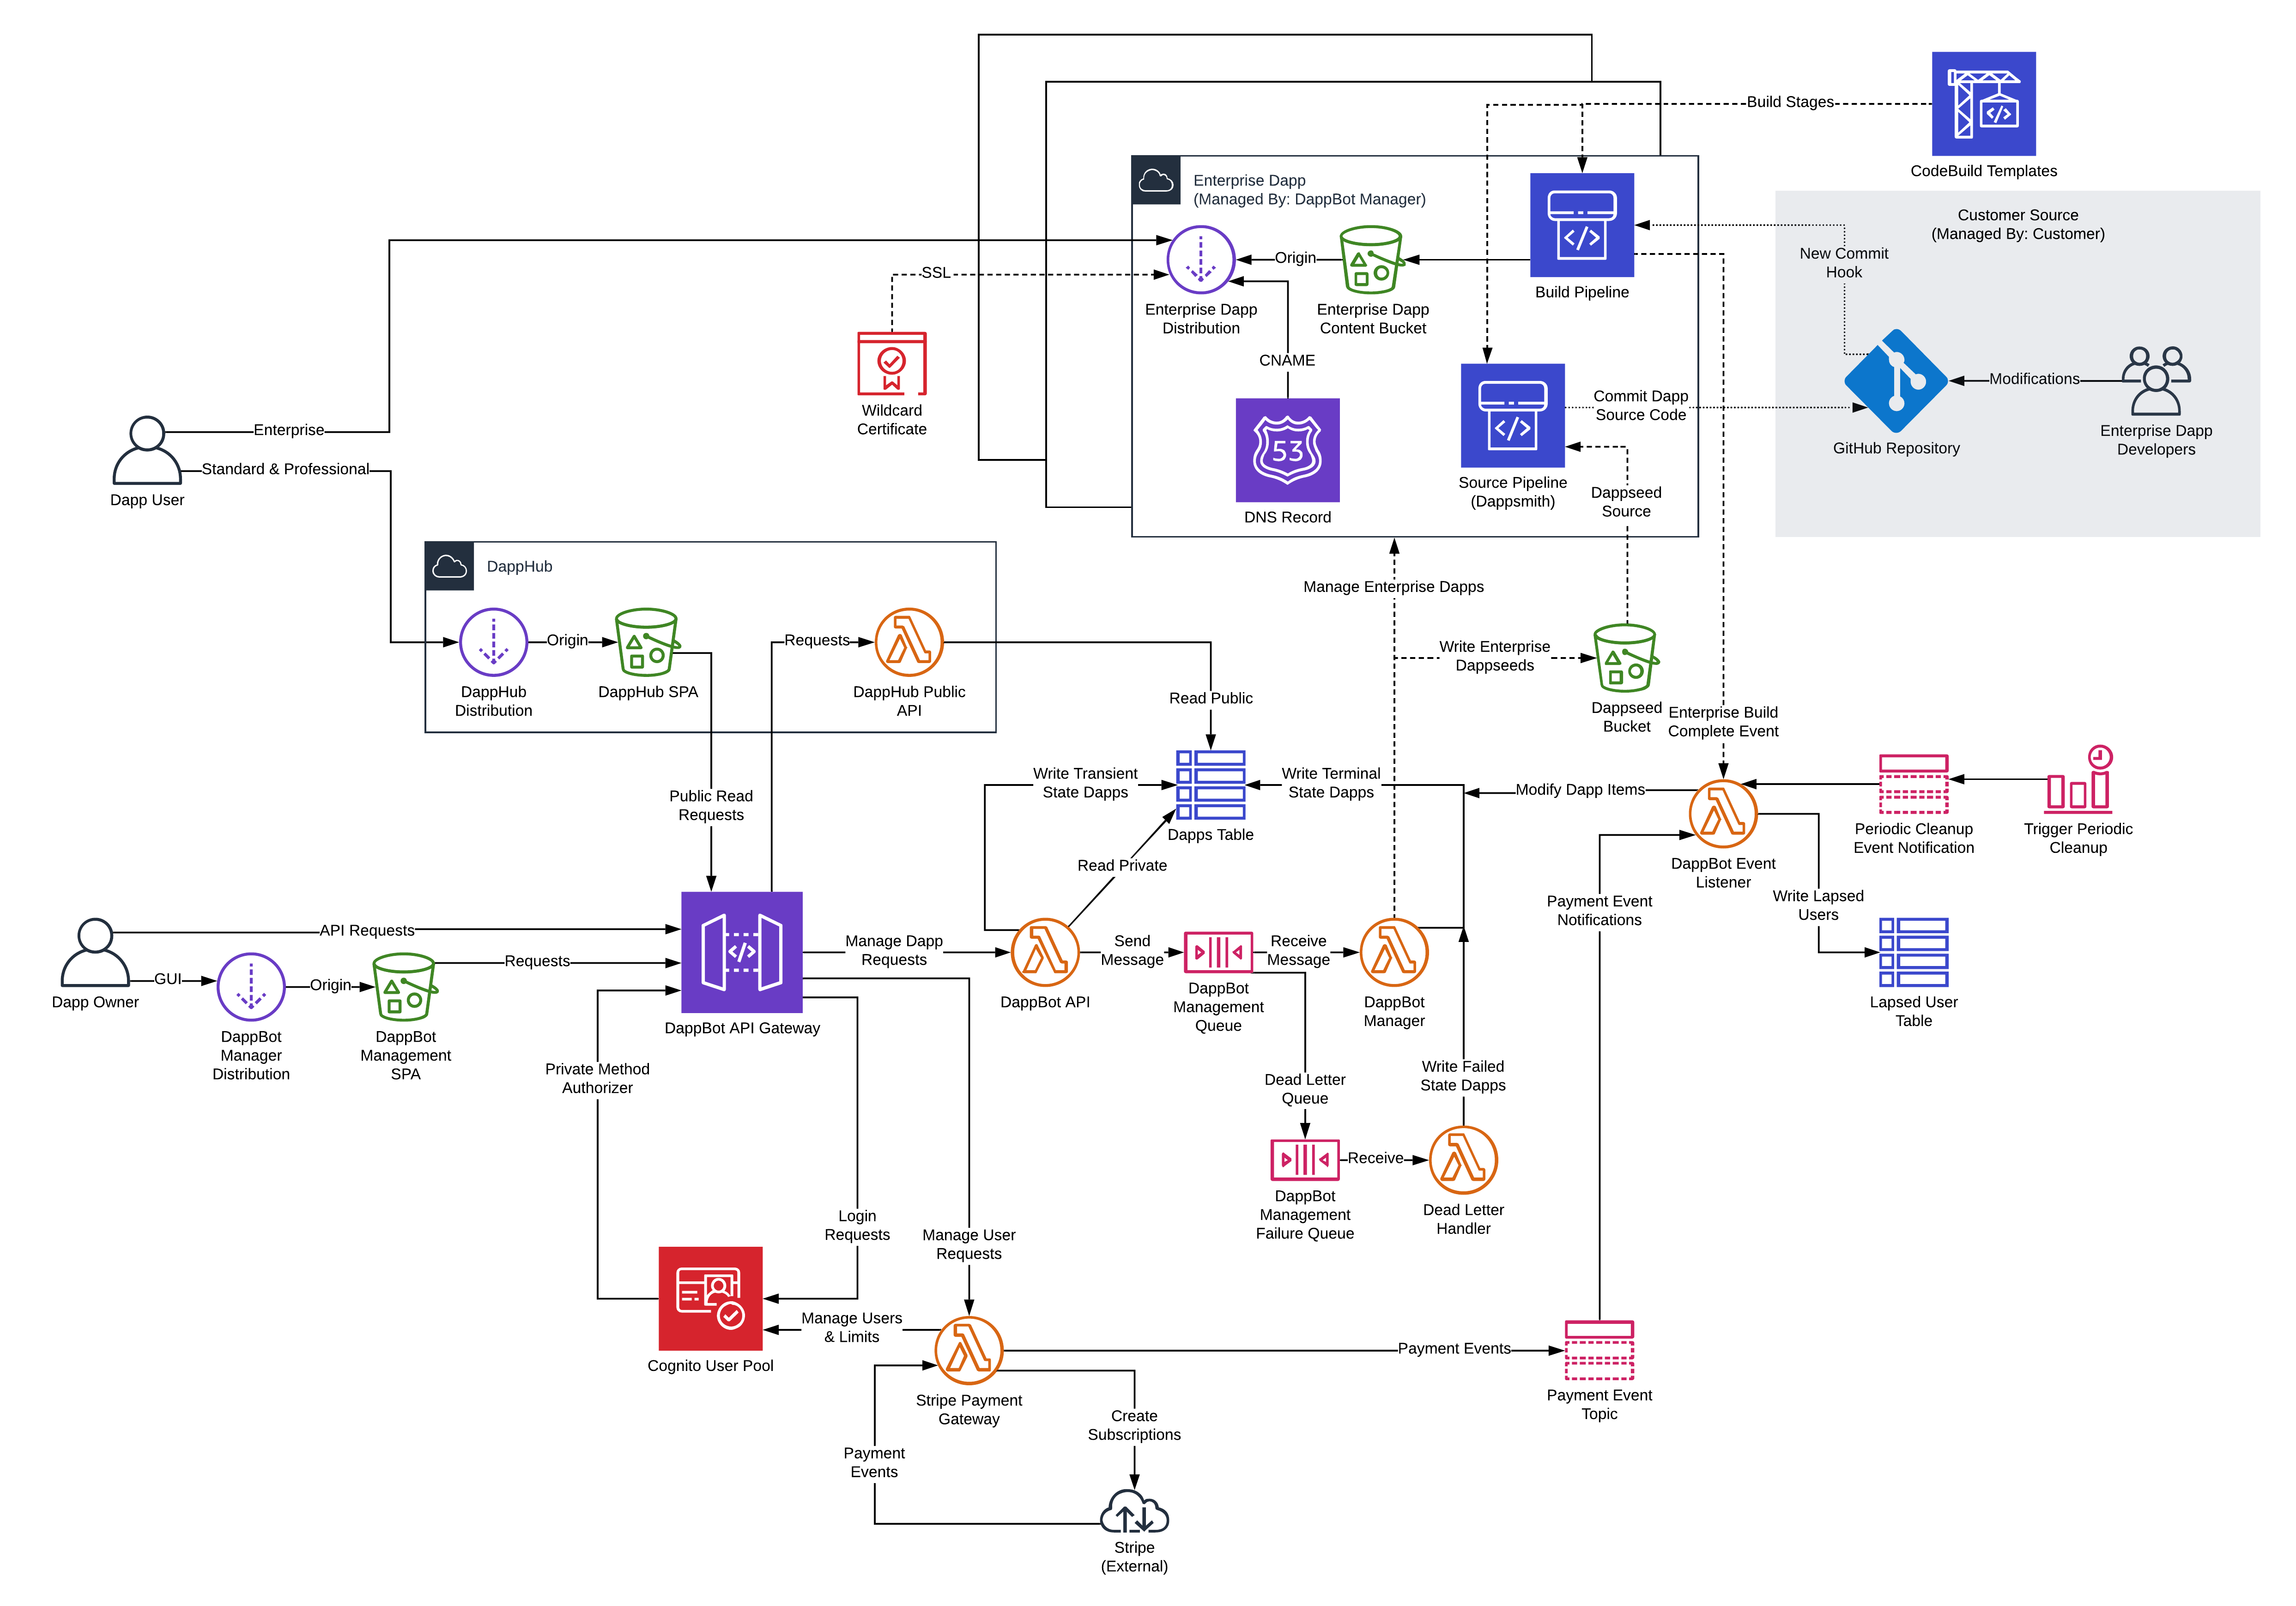 Build Stages
CodeBuild Templates
Enterprise Dapp
(Managed By: DappBot Manager)
Customer Source
(Managed By: Customer)
New Commit
Hook
SSL
Origin
Build Pipeline
Enterprise Dapp
Distribution
Enterprise Dapp
Content Bucket
CNAME
Wildcard
Certificate
Commit Dapp
Source Code
Modifications
53
Enterprise
Standard & Professional
Dapp User
GitHub Repository
Enterprise Dapp
Developers
Source Pipeline
(Dappsmith)
Dappseed
Source
DNS Record
DappHub
Manage Enterprise Dapps
Origin
Requests
Write Enterprise
Dappseeds
DappHub
Distribution
DappHub SPA
DappHub Public
API
Read Public
Dappseed
Bucket
Enterprise Build
Complete Event
Public Read
Requests
Write Transient
State Dapps
Write Terminal
State Dapps
Modify Dapp Items
Dapps Table
Periodic Cleanup
Event Notification
Trigger Periodic
Cleanup
Read Private
DappBot Event
Listener
Payment Event
Notifications
Write Lapsed
Users
API Requests
Manage Dapp
Requests
Send
Message
Receive
Message
GUI
Origin
Requests
Dapp Owner
DappBot API Gateway
DappBot API
DappBot
Management
Queue
DappBot
Manager
Lapsed User
Table
DappBot
Manager
Distribution
DappBot
Management
SPA
Private Method
Authorizer
Dead Letter
Queue
Write Failed
State Dapps
Receive
DappBot
Management
Failure Queue
Dead Letter
Handler
Login
Requests
Manage User
Requests
Manage Users
& Limits
Cognito User Pool
Payment Events
Stripe Payment
Gateway
Payment Event
Topic
Create
Subscriptions
Payment
Events
Stripe
(External)